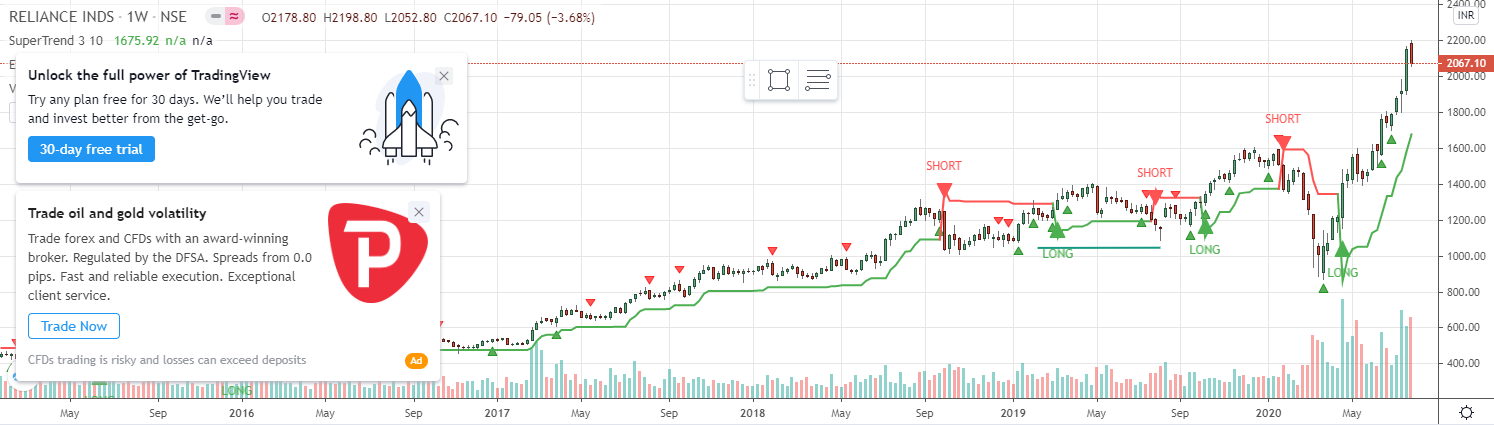 RELIANCE INDS · 1W · NSE O2178.80 H2198.80 L2052.80 C2067.10 −79.05 (−3.68%)
SuperTrend 3 10 1675.92 n/a n/a
Unlock the full power of TradingView
Try any plan free for 30 days. We'll help you trade
and invest better from the get-go.
30-day free trial
Trade oil and gold volatility
Trade forex and CFDs with an award-winning
broker. Regulated by the DFSA. Spreads from 0.0
pips. Fast and reliable execution. Exceptional
client service.
Trade Now
CFDs trading is risky and losses can exceed deposits
Ad
P
LONG
SHORT
LONG
SHORT
LONG
SHORT
LONG
2400.00
INR
2200.00
2067.10
2000.00
1800.00
1600.00
1400.00
1200.00
1000.00
800.00
600.00
400.00
May Sep 2016 May Sep 2017 May Sep 2018 May Sep 2019 May Sep 2020 May